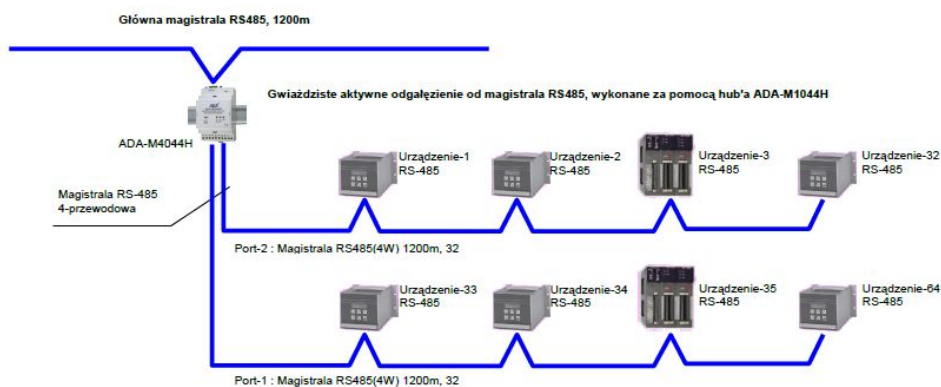 Główna magistrala RS485, 1200m
Gwiaździste aktywne odgałęzienie od magistrala RS485, wykonane za pomocą hub'a ADA-M1044H
ADA-M4044H
Magistrala RS-485
4-przewodowa
Urządzenie-1
RS-485
Urządzenie-2
RS-485
Urządzenie-3
RS-485
Urządzenie-32
RS-485
Port-2 : Magistrala RS485(4W) 1200m, 32
Urządzenie-33
RS-485
Urządzenie-34
RS-485
Urządzenie-35
RS-485
Urządzenie-64
RS-485
Port-1 : Magistrala RS485(4W) 1200m, 32